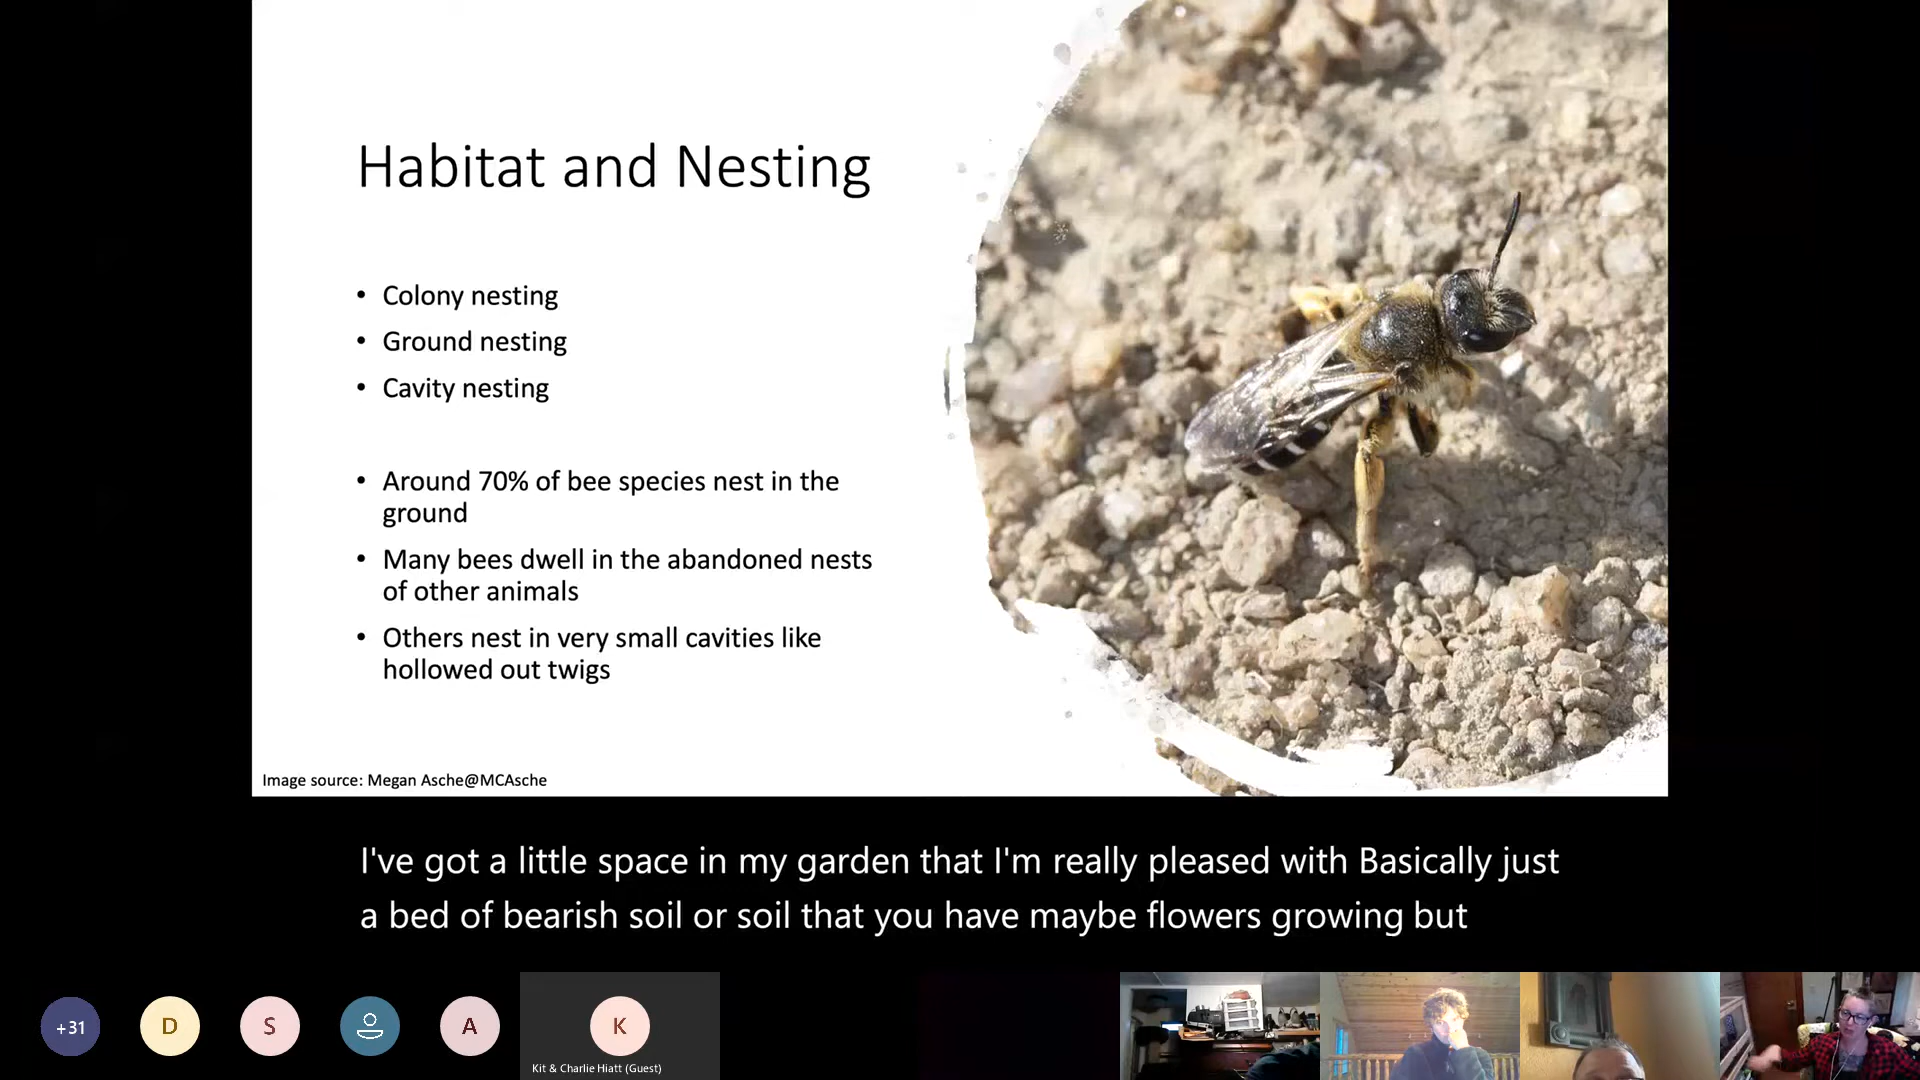 Habitat and Nesting
• Colony nesting
• Ground nesting
• Cavity nesting
• Around 70% of bee species nest in the
ground
• Many bees dwell in the abandoned nests
of other animals
• Others nest in very small cavities like
hollowed out twigs
Image source: Megan Asche@MCAsche
I've got a little space in my garden that I'm really pleased with Basically just
a bed of bearish soil or soil that you have maybe flowers growing but
+31
D
S
A
K
Kit & Charlie Hiatt (Guest)